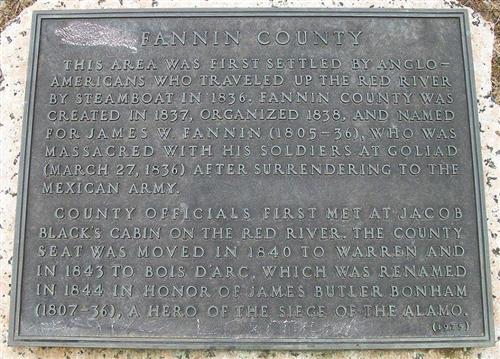 FANNIN COUNTY
THIS AREA WAS FIRST SETTLED BY ANGLO-
AMERICANS WHO TRAVELED UP THE RED RIVER
BY STEAMBOAT IN 1836. FANNIN COUNTY WAS
CREATED IN 1837, ORGANIZED 1838, AND NAMED
FOR JAMES W. FANNIN (1805-36), WHO WAS
MASSACRED WITH HIS SOLDIERS AT GOLIAD
(MARCH 27, 1836) AFTER SURRENDERING TO THE
MEXICAN ARMY.
COUNTY OFFICIALS FIRST MET AT JACOB
BLACK'S CABIN ON THE RED RIVER. THE COUNTY
SEAT WAS MOVED IN 1840 TO WARREN AND
IN 1843 TO BOIS D'ARC, WHICH WAS RENAMED
IN 1844 IN HONOR OF JAMES BUTLER BONHAM
(1807-36), A HERO OF THE SIEGE OF THE ALAMO.
(1975)